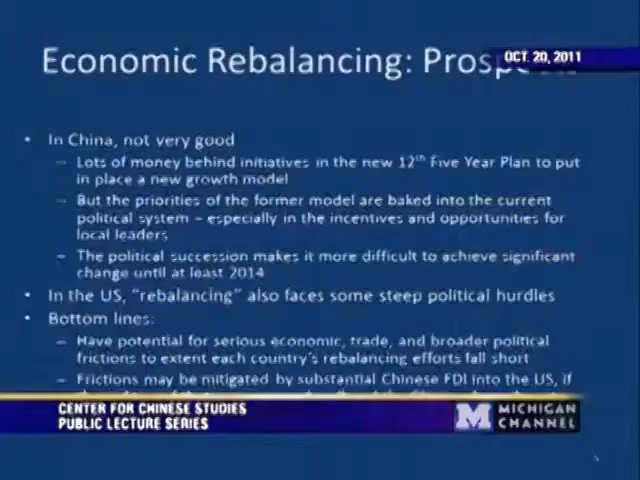 OCT. 20, 2011
Economic Rebalancing:
• In China, not very good
– Lots of money behind initiatives in the new 12th Five Year Plan to put
in place a new growth model
– But the priorities of the former model are baked into the current
political system – especially in the incentives and opportunities for
local leaders
– The political succession makes it more difficult to achieve significant
change until at least 2014
• In the US, "rebalancing" also faces some steep political hurdles
• Bottom lines:
– Have potential for serious economic, trade, and broader political
frictions to extent each country's rebalancing efforts fall short
– Frictions may be mitigated by substantial Chinese FDI into the US, if
CENTER FOR CHINESE STUDIES
PUBLIC LECTURE SERIES
M MICHIGAN
CHANNEL